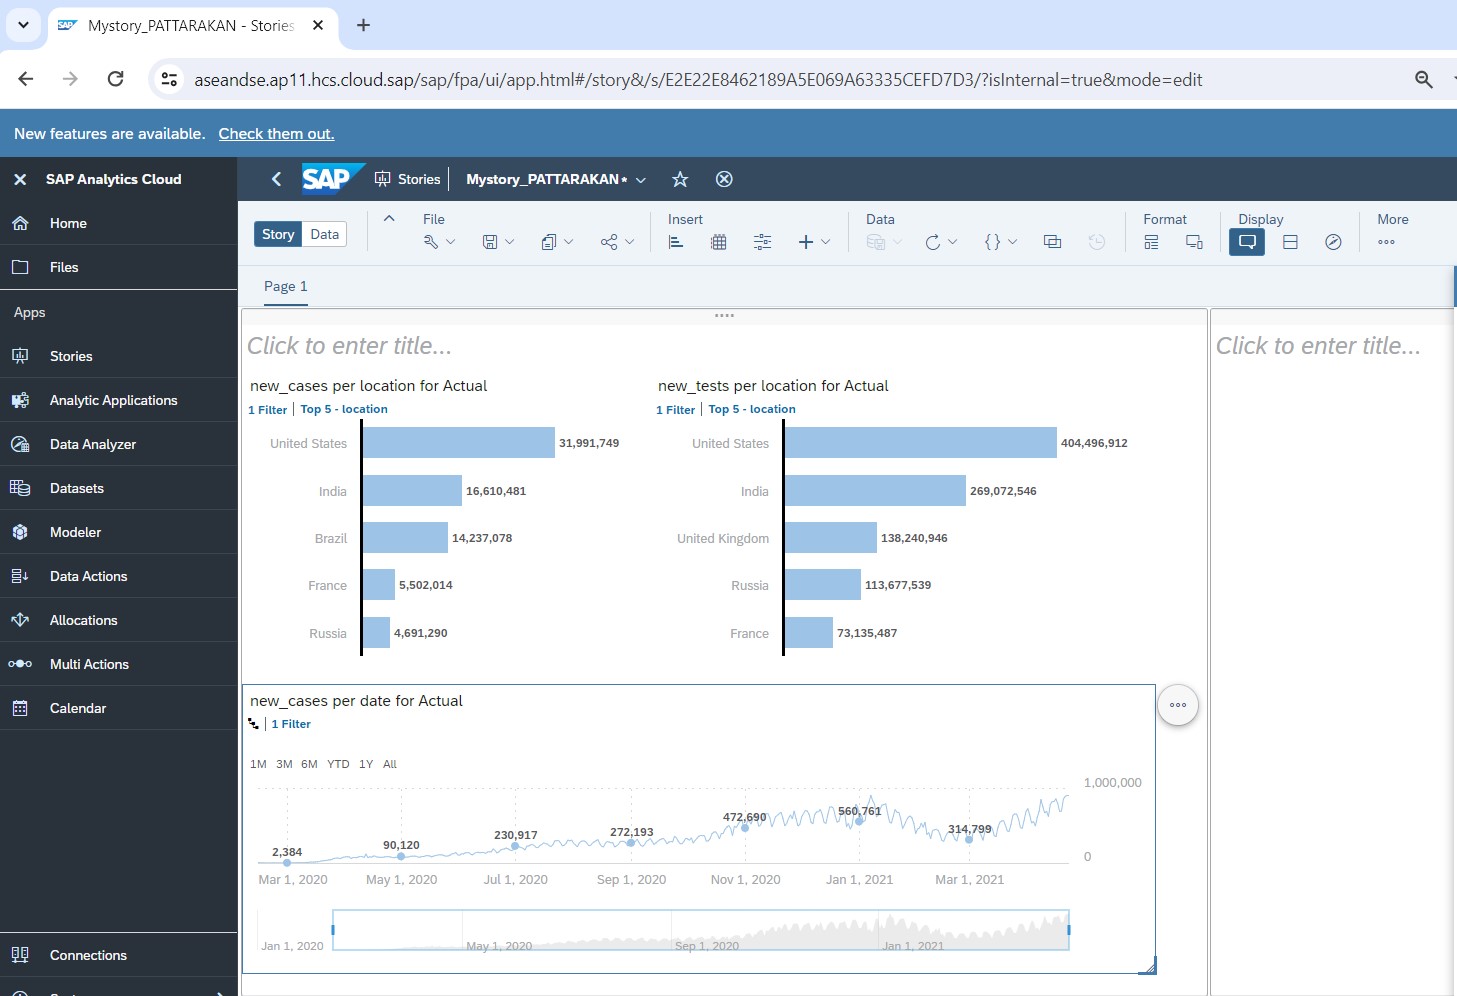 Mystory_PATTARAKAN - Stories
aseandse.ap11.hcs.cloud.sap/sap/fpa/ui/app.html#/story&/s/E2E22E8462189A5E069A63335CEFD7D3/?isInternal=true&mode=edit
New features are available. Check them out.
SAP Analytics Cloud
SAP Stories Mystory_PATTARAKAN*
Home
Files
Apps
Stories
Analytic Applications
Data Analyzer
Datasets
Modeler
Data Actions
Allocations
Multi Actions
Calendar
Connections
Story Data
File
Insert
Data
Format
Display
More
Page 1
Click to enter title...
Click to enter title...
new_cases per location for Actual
1 Filter | Top 5 - location
United States 31,991,749
India 16,610,481
Brazil 14,237,078
France 5,502,014
Russia 4,691,290
new_tests per location for Actual
1 Filter | Top 5 - location
United States 404,496,912
India 269,072,546
United Kingdom 138,240,946
Russia 113,677,539
France 73,135,487
new_cases per date for Actual
1 Filter
1M 3M 6M YTD 1Y All
1,000,000
2,384 90,120 230,917 272,193 472,690 560,761 314,799
0
Mar 1, 2020 May 1, 2020 Jul 1, 2020 Sep 1, 2020 Nov 1, 2020 Jan 1, 2021 Mar 1, 2021
Jan 1, 2020 May 1, 2020 Sep 1, 2020 Jan 1, 2021